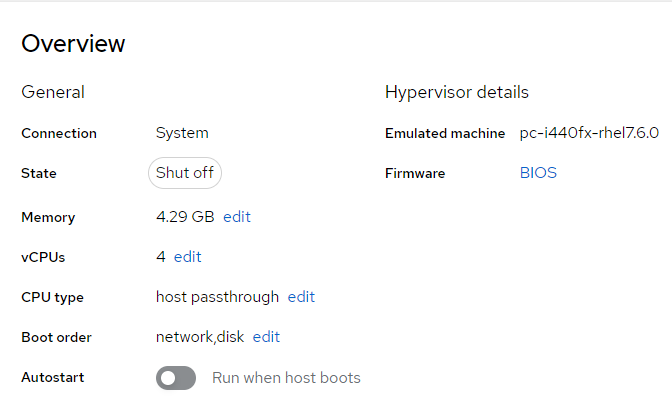 Overview
General
Hypervisor details
Connection System
Emulated machine pc-i440fx-rhel7.6.0
State Shut off
Firmware BIOS
Memory 4.29 GB edit
vCPUs 4 edit
CPU type host passthrough edit
Boot order network,disk edit
Autostart Run when host boots